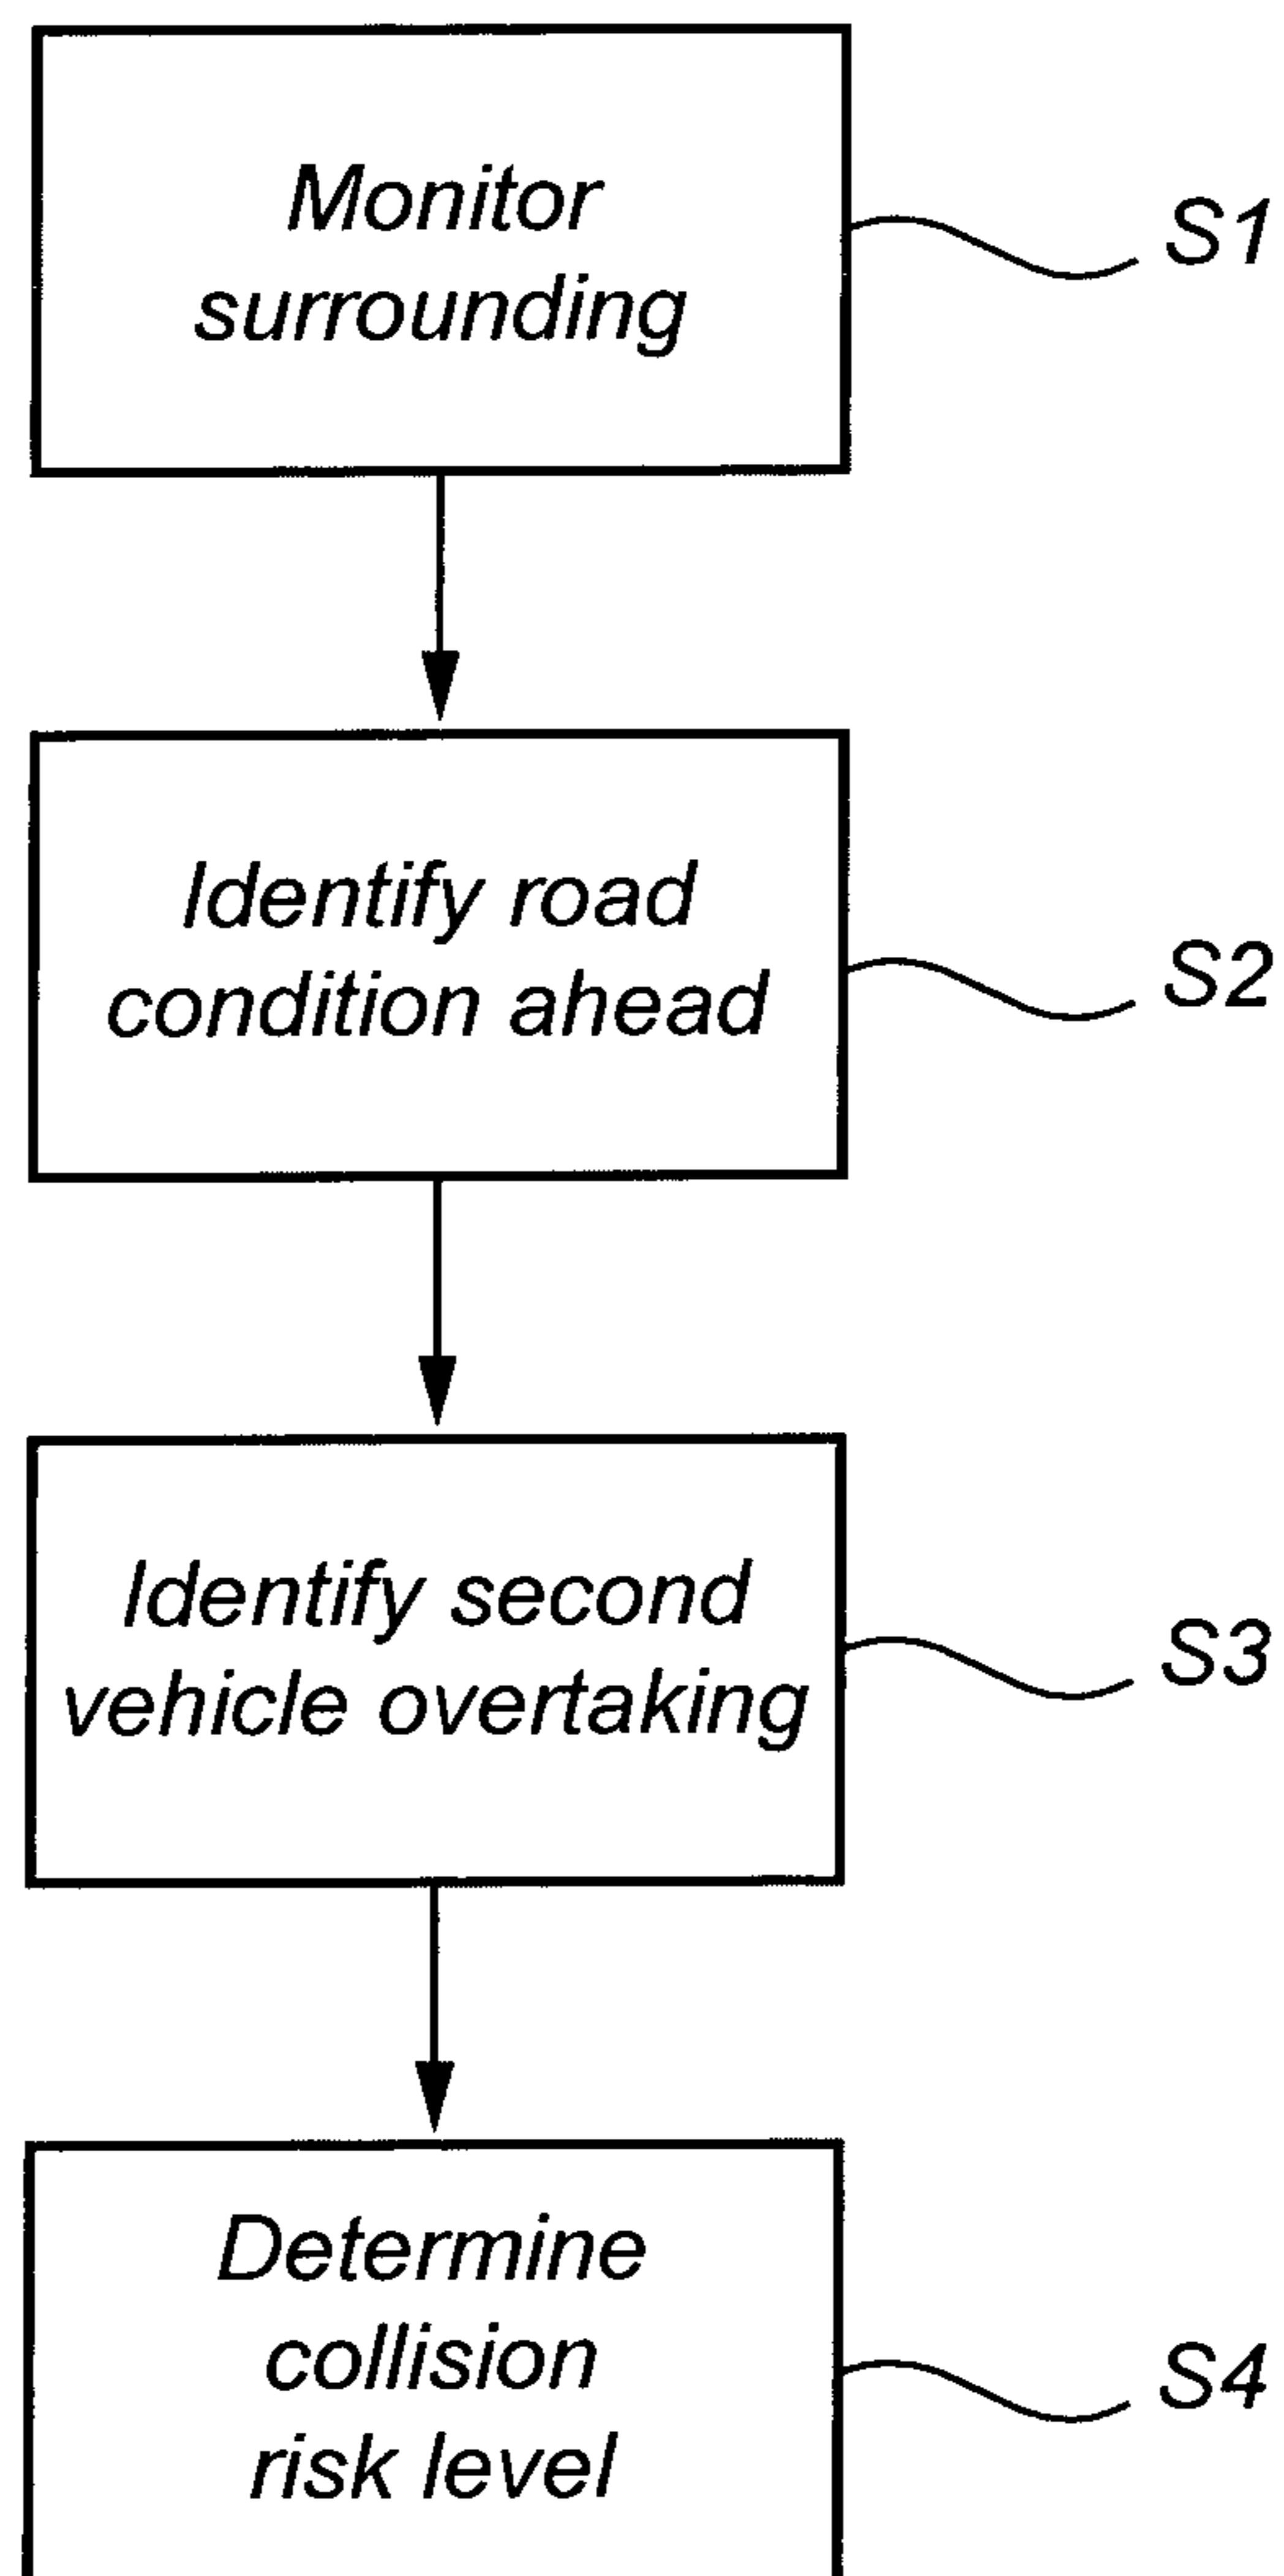 Monitor
surrounding
S1
Identify road
condition ahead
S2
Identify second
vehicle overtaking
S3
Determine
collision
risk level
S4